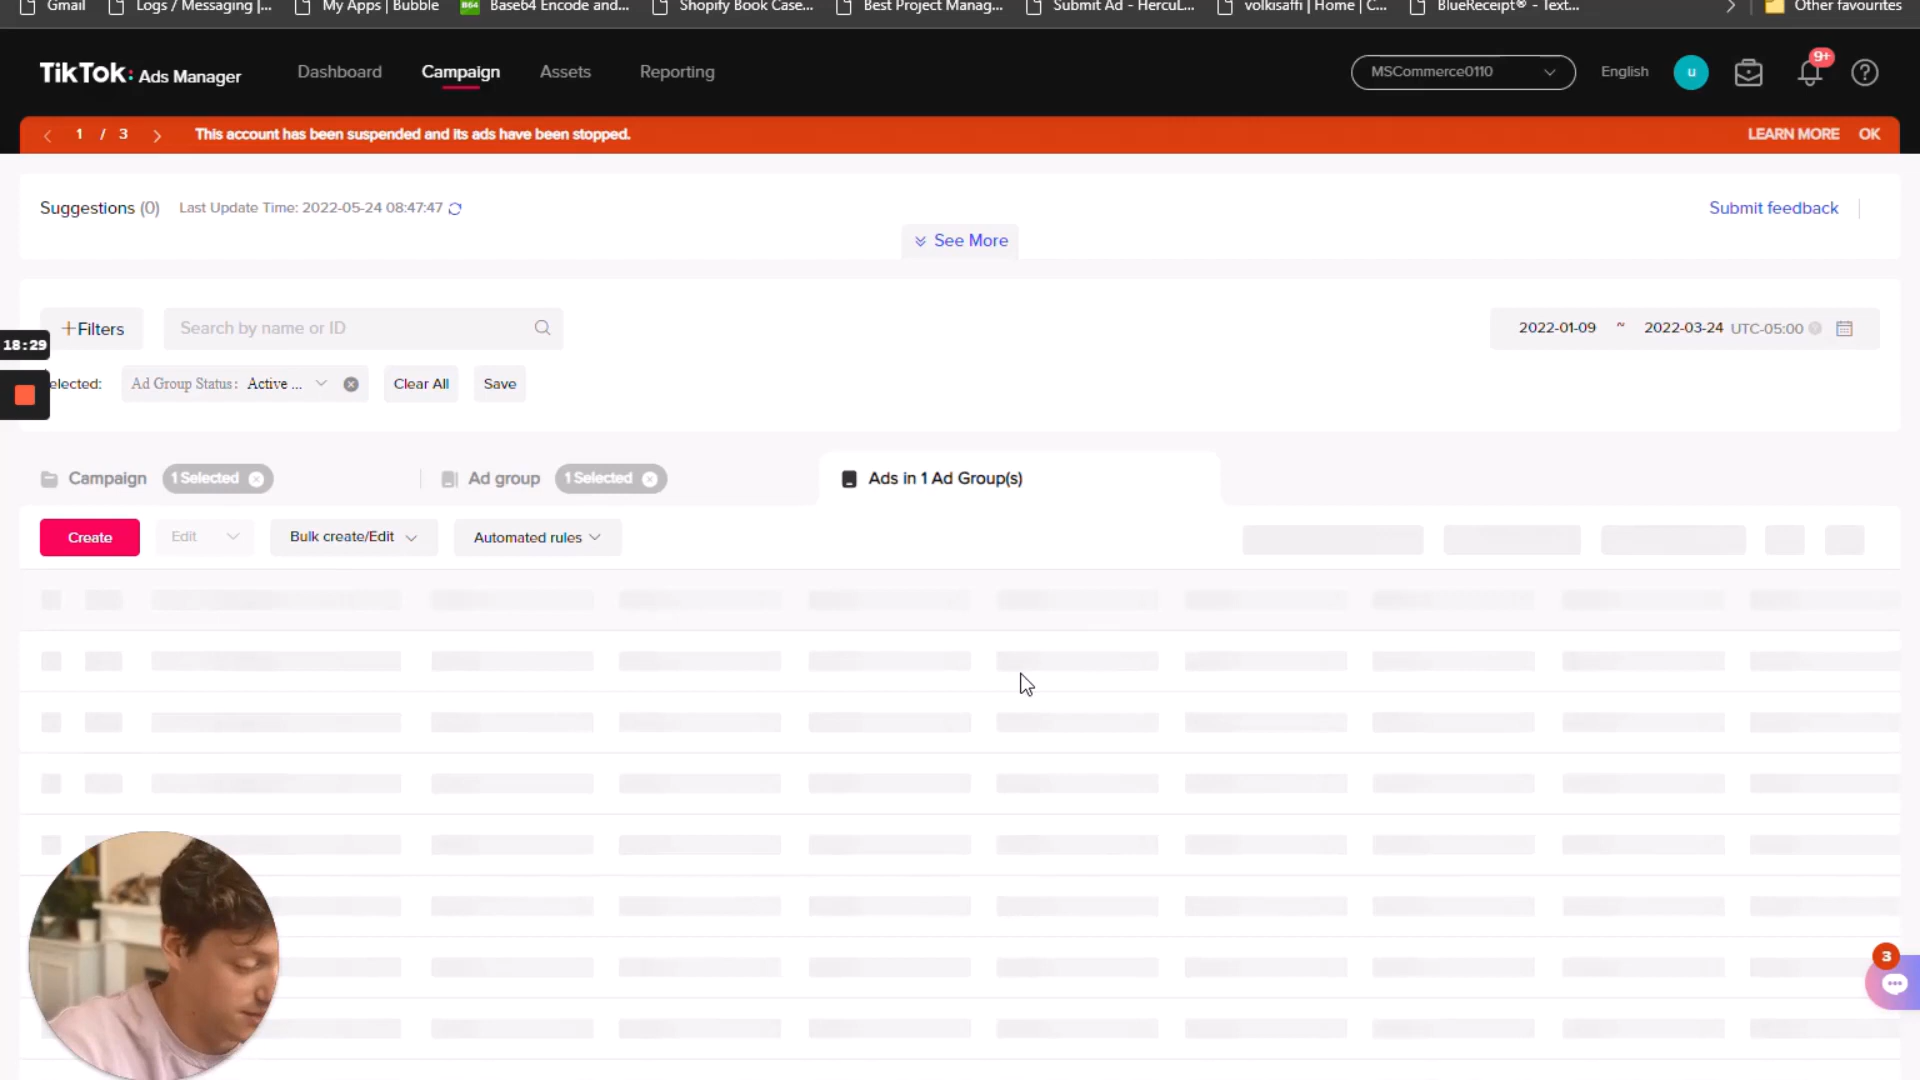 Gmail Logs / Messaging |... My Apps | Bubble B64 Base64 Encode and... Shopify Book Case... Best Project Manag... Submit Ad - HercuL... volkisaffi | Home | C... BlueReceipt® - Text... Other favourites
TikTok: Ads Manager Dashboard Campaign Assets Reporting MSCommerce0110 English u 9+
1 / 3 This account has been suspended and its ads have been stopped. LEARN MORE OK
Suggestions (0) Last Update Time: 2022-05-24 08:47:47 Submit feedback
See More
+Filters Search by name or ID 2022-01-09 ~ 2022-03-24 UTC-05:00
18:29
elected: Ad Group Status: Active ... Clear All Save
Campaign 1 Selected Ad group 1 Selected Ads in 1 Ad Group(s)
Create Edit Bulk create/Edit Automated rules
3